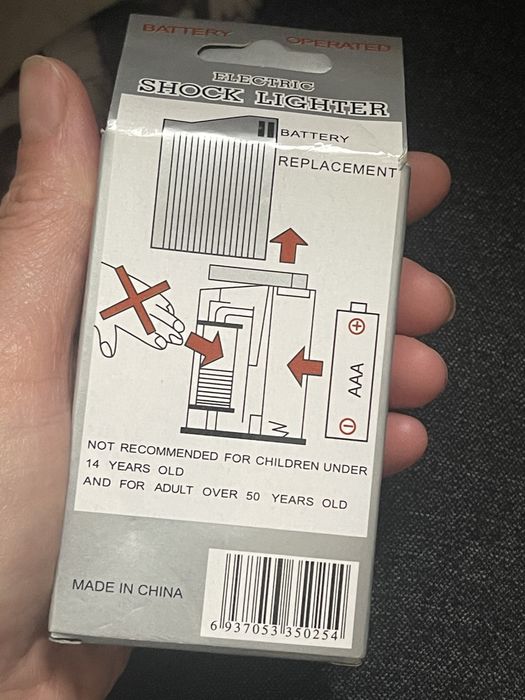 BATTERY OPERATED
ELECTRIC
SHOCK LIGHTER
BATTERY
REPLACEMENT
+
AAA
-
NOT RECOMMENDED FOR CHILDREN UNDER
14 YEARS OLD
AND FOR ADULT OVER 50 YEARS OLD
MADE IN CHINA
6 937053 350254